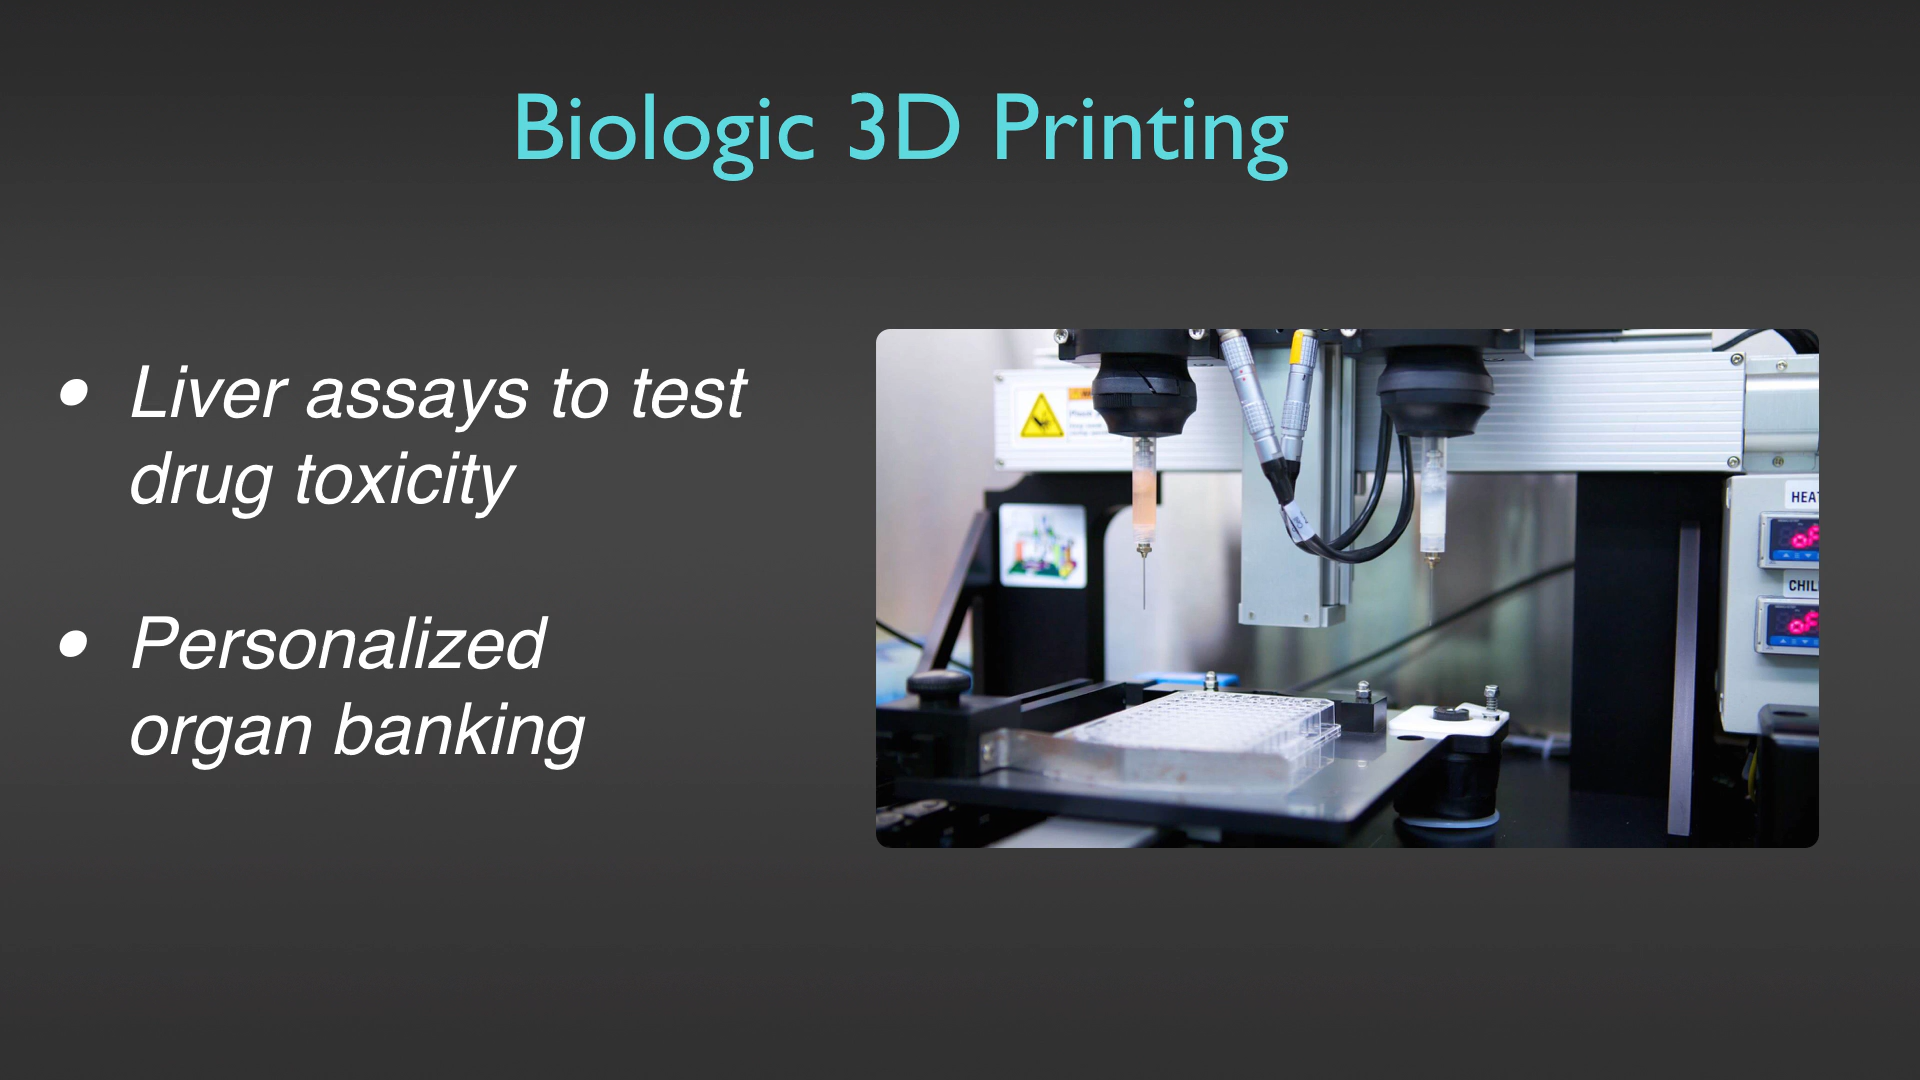 Biologic 3D Printing
• Liver assays to test
drug toxicity
• Personalized
organ banking
HEAT
CHIL